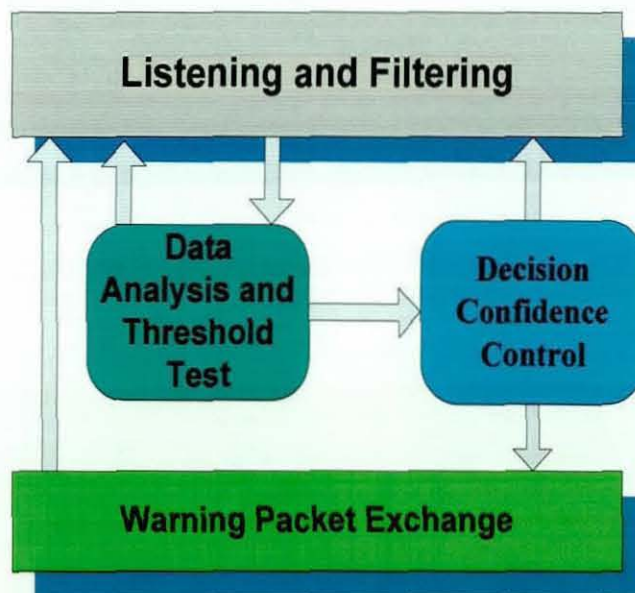 Listening and Filtering
Data
Analysis and
Threshold
Test
Decision
Confidence
Control
Warning Packet Exchange